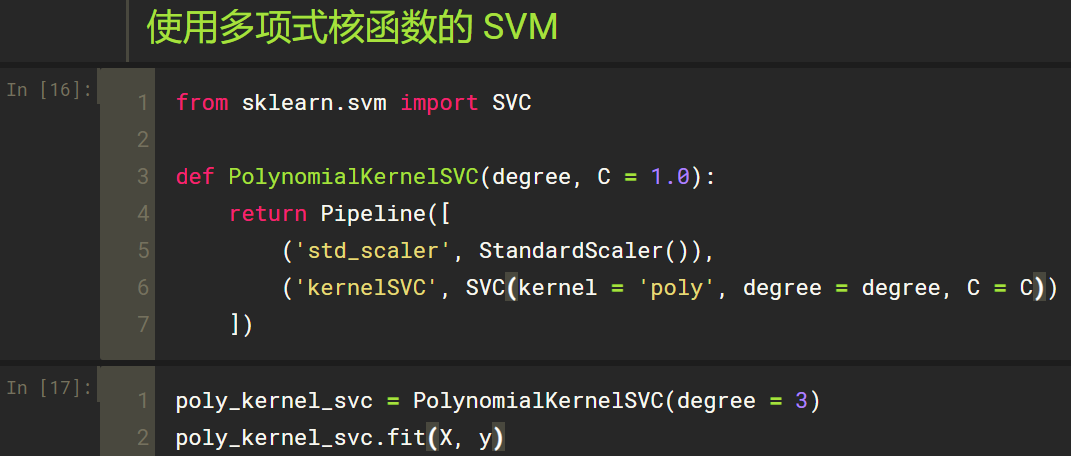 使用多项式核函数的 SVM
In [16]:
1 from sklearn.svm import SVC
2
3 def PolynomialKernelSVC(degree, C = 1.0):
4     return Pipeline([
5         ('std_scaler', StandardScaler()),
6         ('kernelSVC', SVC(kernel = 'poly', degree = degree, C = C))
7     ])
In [17]:
1 poly_kernel_svc = PolynomialKernelSVC(degree = 3)
2 poly_kernel_svc.fit(X, y)